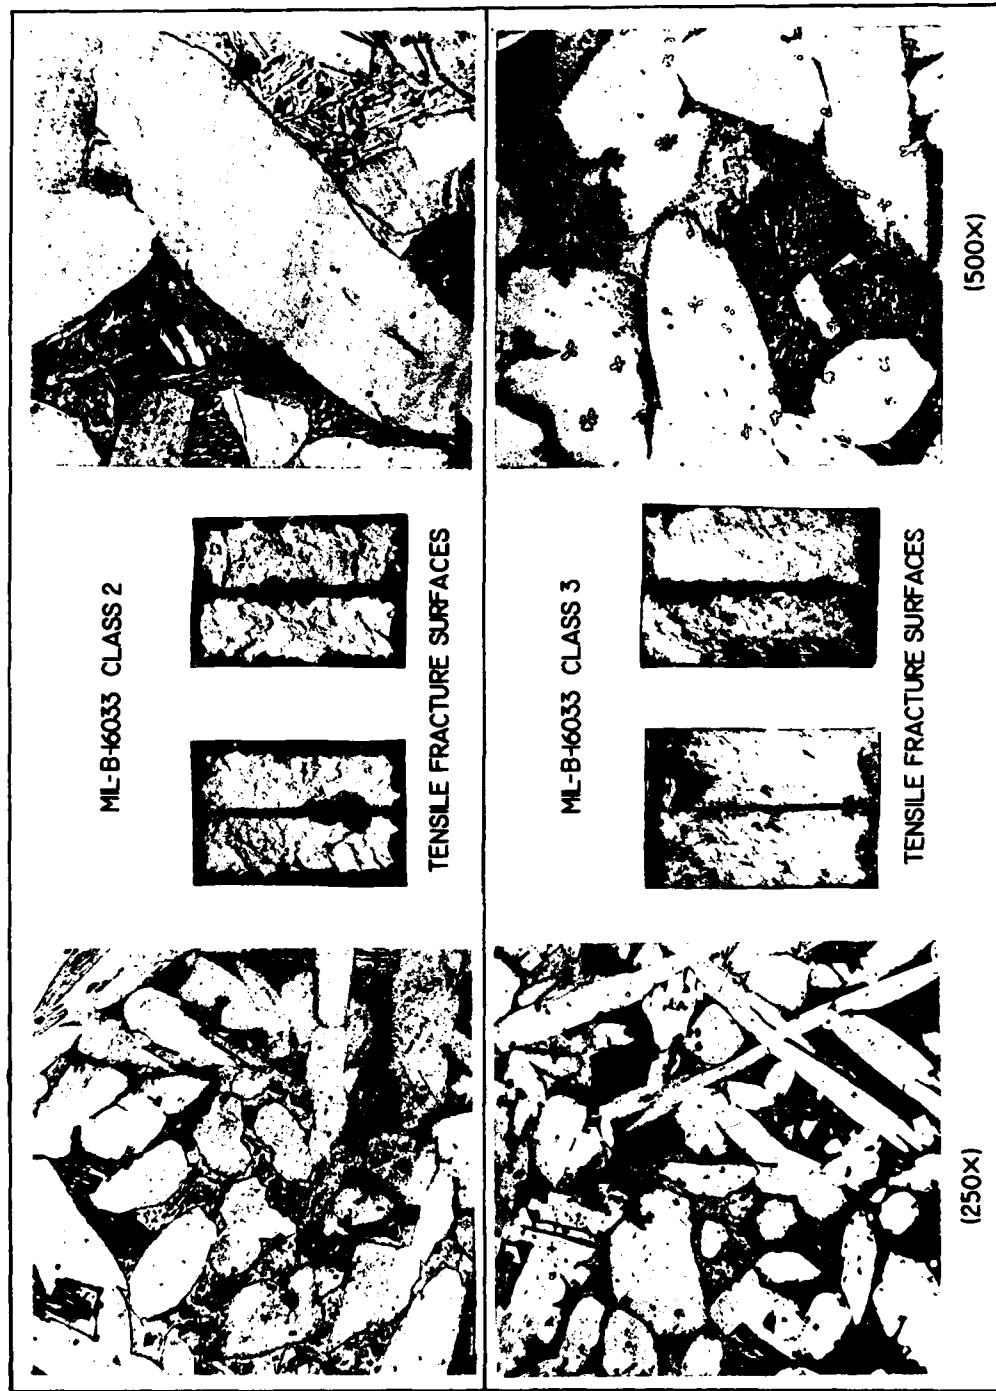 MIL-B-16033 CLASS 2
TENSILE FRACTURE SURFACES
MIL-B-16033 CLASS 3
TENSILE FRACTURE SURFACES
(250X)
(500X)